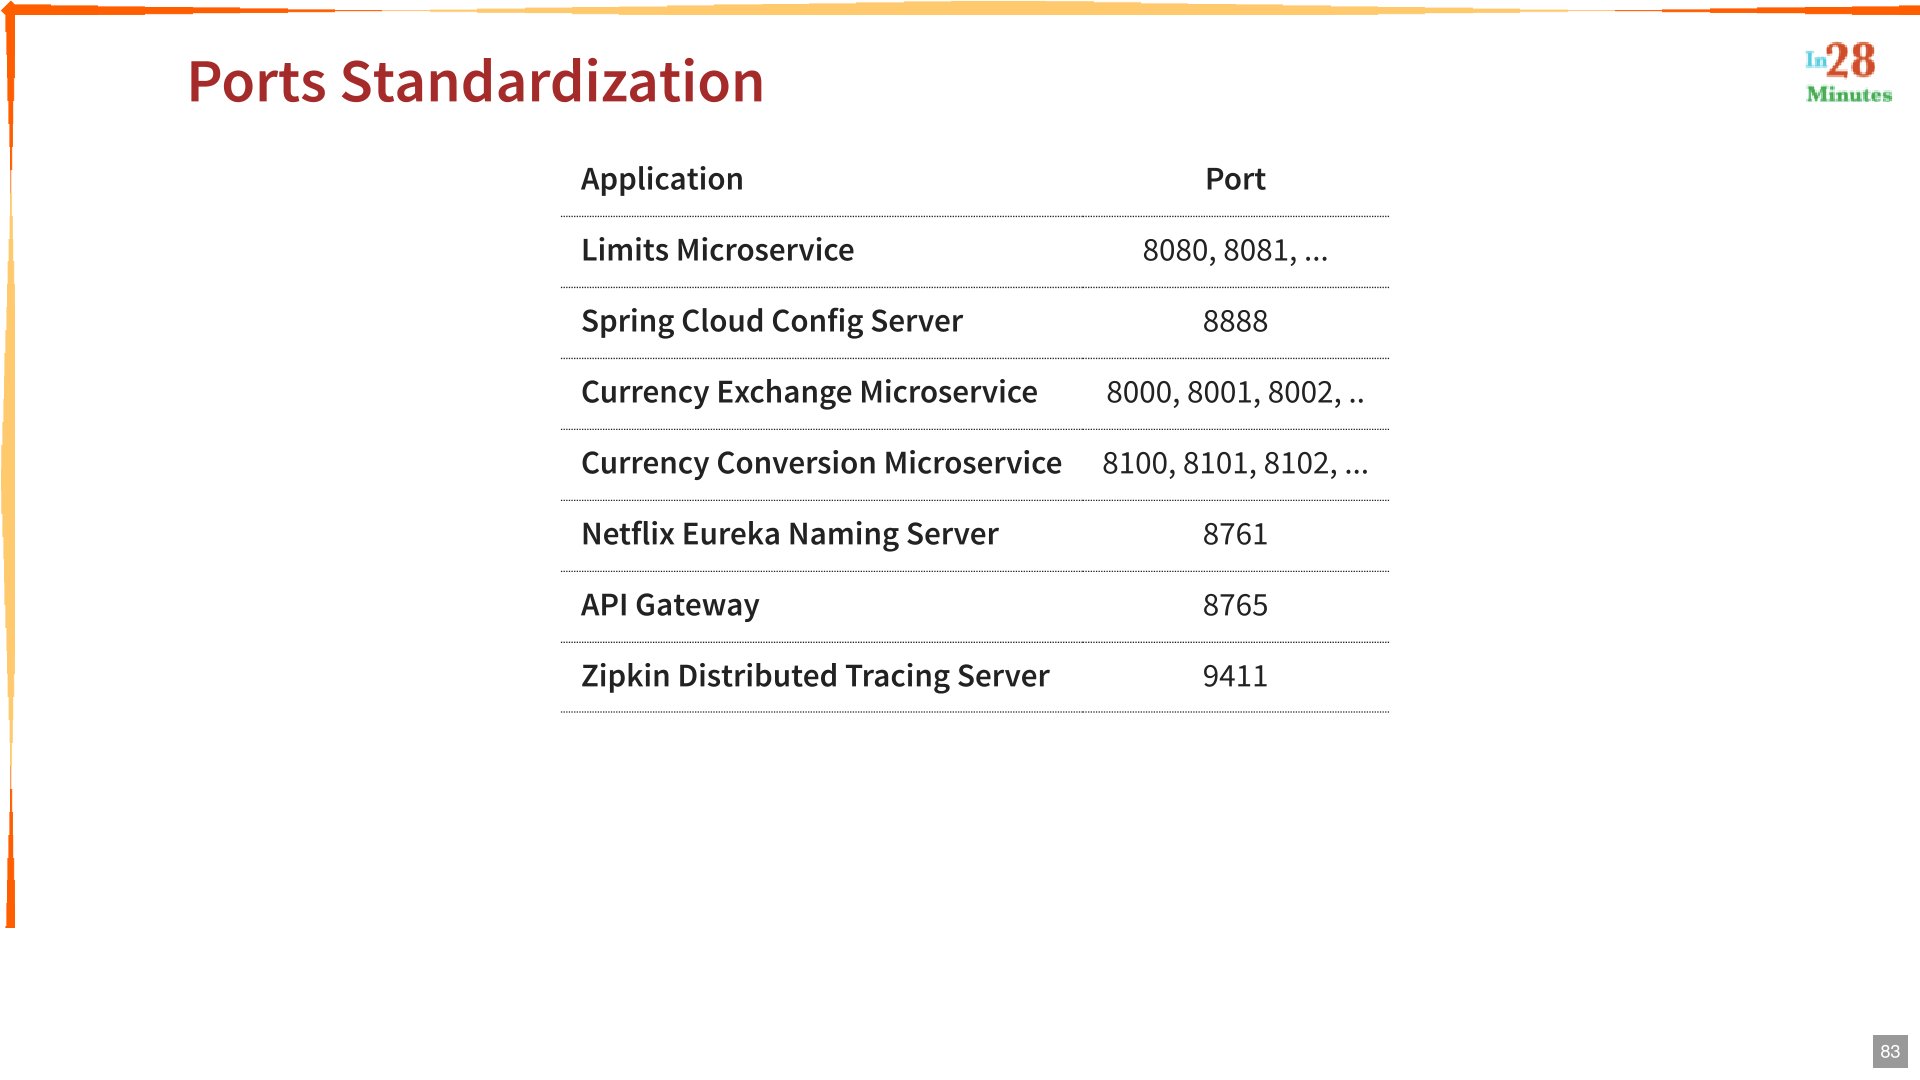 Ports Standardization
In28
Minutes
Application Port
Limits Microservice 8080, 8081, ...
Spring Cloud Config Server 8888
Currency Exchange Microservice 8000, 8001, 8002, ..
Currency Conversion Microservice 8100, 8101, 8102, ...
Netflix Eureka Naming Server 8761
API Gateway 8765
Zipkin Distributed Tracing Server 9411
83